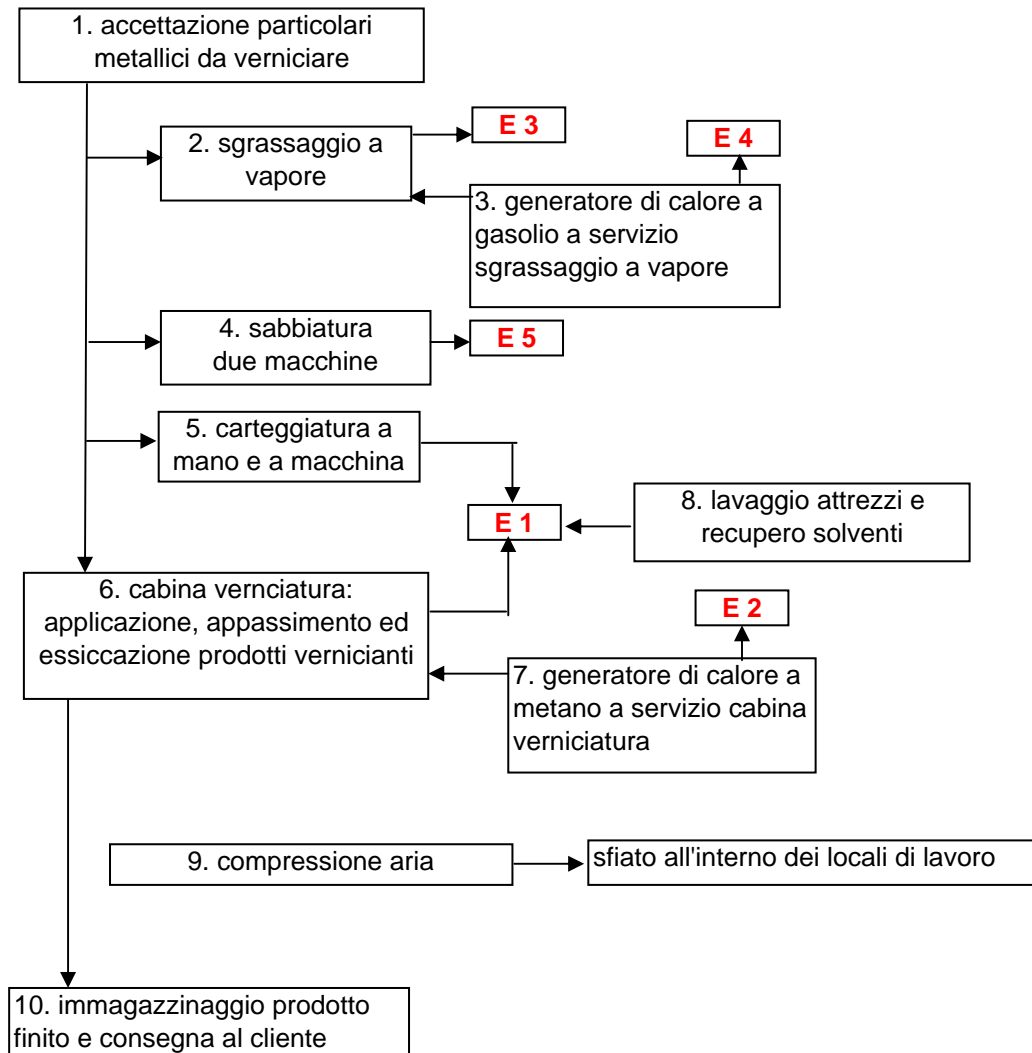 1. accettazione particolari
metallici da verniciare
E 3
E 4
2. sgrassaggio a
vapore
3. generatore di calore a
gasolio a servizio
sgrassaggio a vapore
4. sabbiatura
due macchine
E 5
5. carteggiatura a
mano e a macchina
E 1
8. lavaggio attrezzi e
recupero solventi
6. cabina vernciatura:
applicazione, appassimento ed
essiccazione prodotti vernicianti
E 2
7. generatore di calore a
metano a servizio cabina
verniciatura
9. compressione aria
sfiato all'interno dei locali di lavoro
10. immagazzinaggio prodotto
finito e consegna al cliente